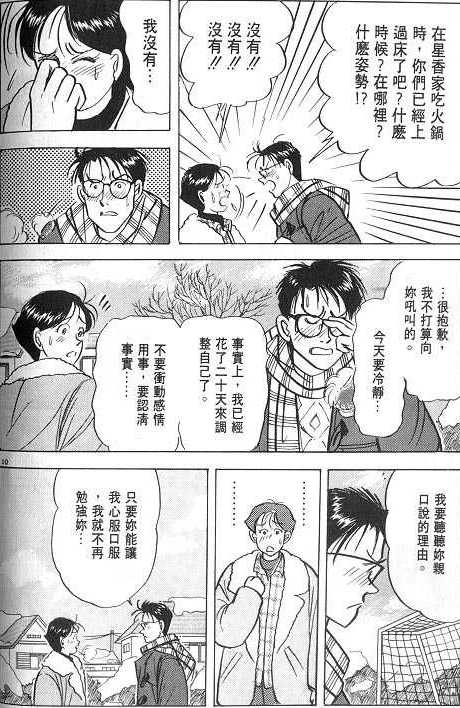 在星香家吃火鍋
時，你們已經上
過床了吧？什麼
時候？在哪裡？
什麼姿勢!?
沒有!!
沒有!!
沒有!!
我沒有…
…很抱歉，
我不打算向
妳吼叫的。
今天要冷靜…
事實上，我已經
花了二十天來調
整自己了。
不要衝動感情
用事，要認清
事實……
10
我要聽聽妳親
口說的理由。
………
………
只要妳能讓
我心服口服
，我就不再
勉強妳…